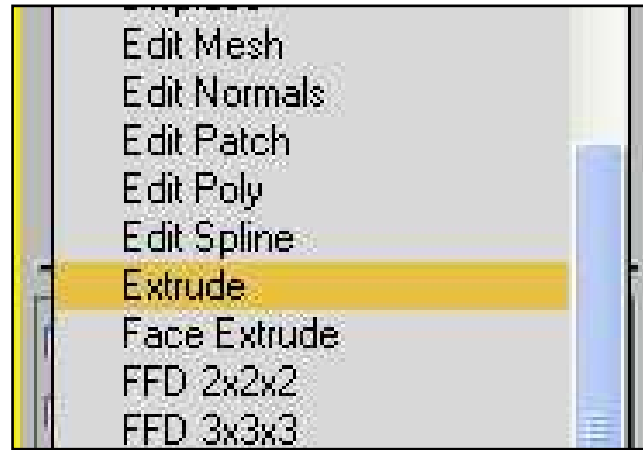 Edit Mesh
Edit Normals
Edit Patch
Edit Poly
Edit Spline
Extrude
Face Extrude
FFD 2x2x2
FFD 3x3x3